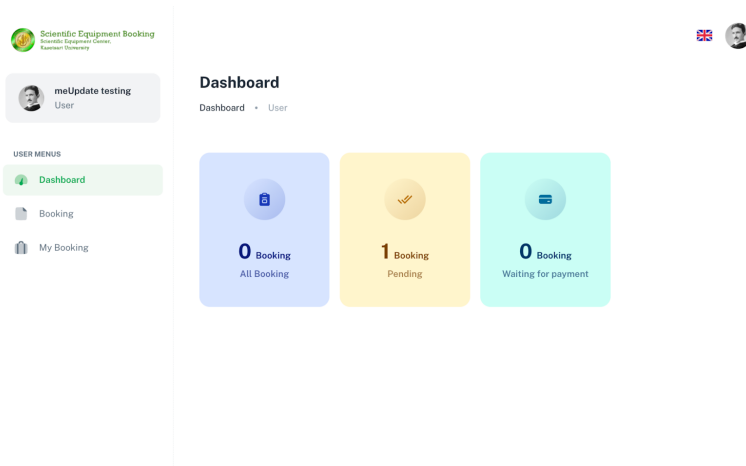 Scientific Equipment Booking
Scientific Equipment Center,
Kasetsart University
meUpdate testing
User
Dashboard
Dashboard • User
USER MENUS
Dashboard
Booking
My Booking
0 Booking
All Booking
1 Booking
Pending
0 Booking
Waiting for payment